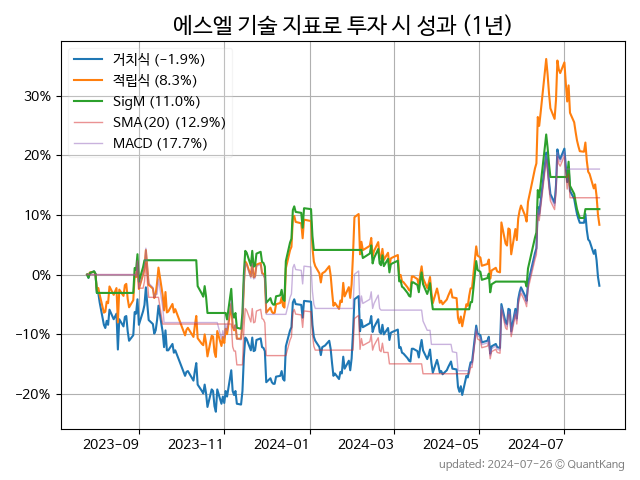 에스엘 기술 지표로 투자 시 성과 (1년)
거치식 (−1.9%)
적립식 (8.3%)
SigM (11.0%)
SMA(20) (12.9%)
MACD (17.7%)
30%
20%
10%
0%
−10%
−20%
2023-09
2023-11
2024-01
2024-03
2024-05
2024-07
updated: 2024-07-26 © QuantKang